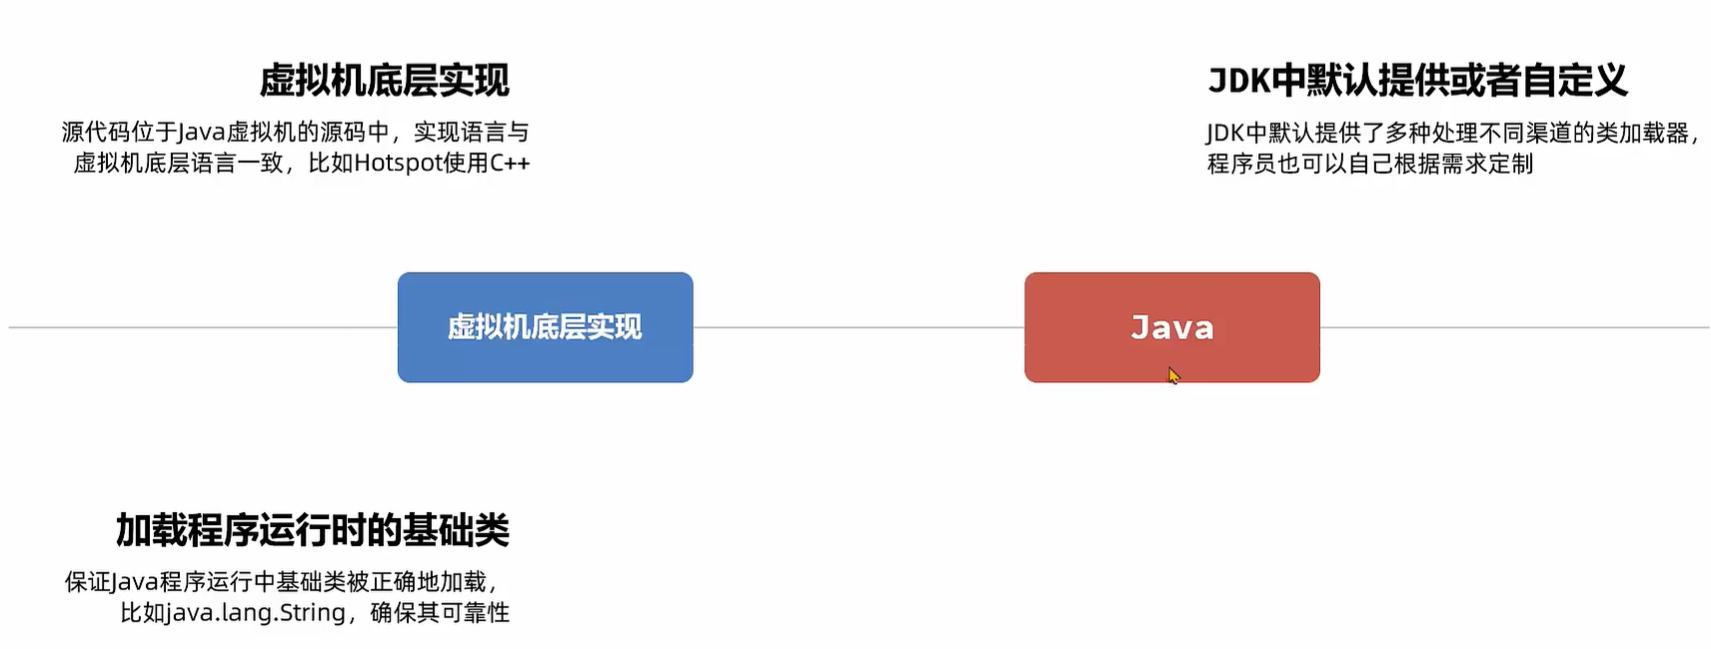 虚拟机底层实现
源代码位于Java虚拟机的源码中，实现语言与
虚拟机底层语言一致，比如Hotspot使用C++
JDK中默认提供或者自定义
JDK中默认提供了多种处理不同渠道的类加载器，
程序员也可以自己根据需求定制
虚拟机底层实现
Java
加载程序运行时的基础类
保证Java程序运行中基础类被正确地加载，
比如java.lang.String，确保其可靠性